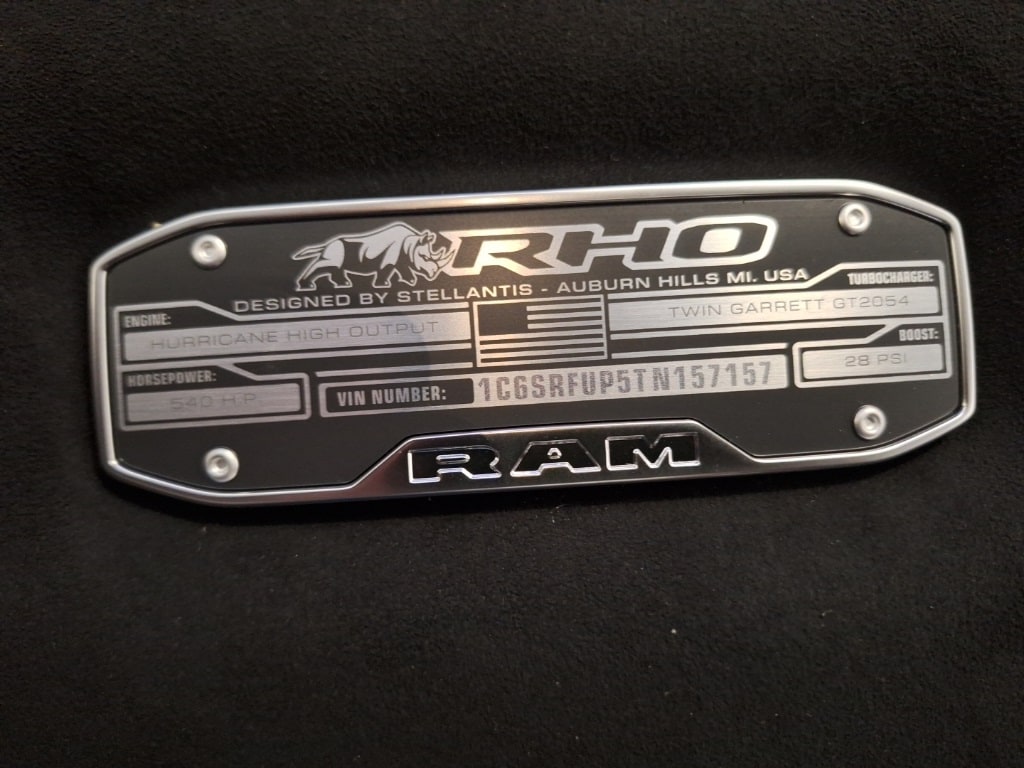 RHO
DESIGNED BY STELLANTIS - AUBURN HILLS MI. USA
ENGINE:
HURRICANE HIGH OUTPUT
TURBOCHARGER:
TWIN GARRETT GT2054
HORSEPOWER:
540 H.P.
BOOST:
28 PSI
VIN NUMBER: 1C6SRFUP5TN157157
RAM